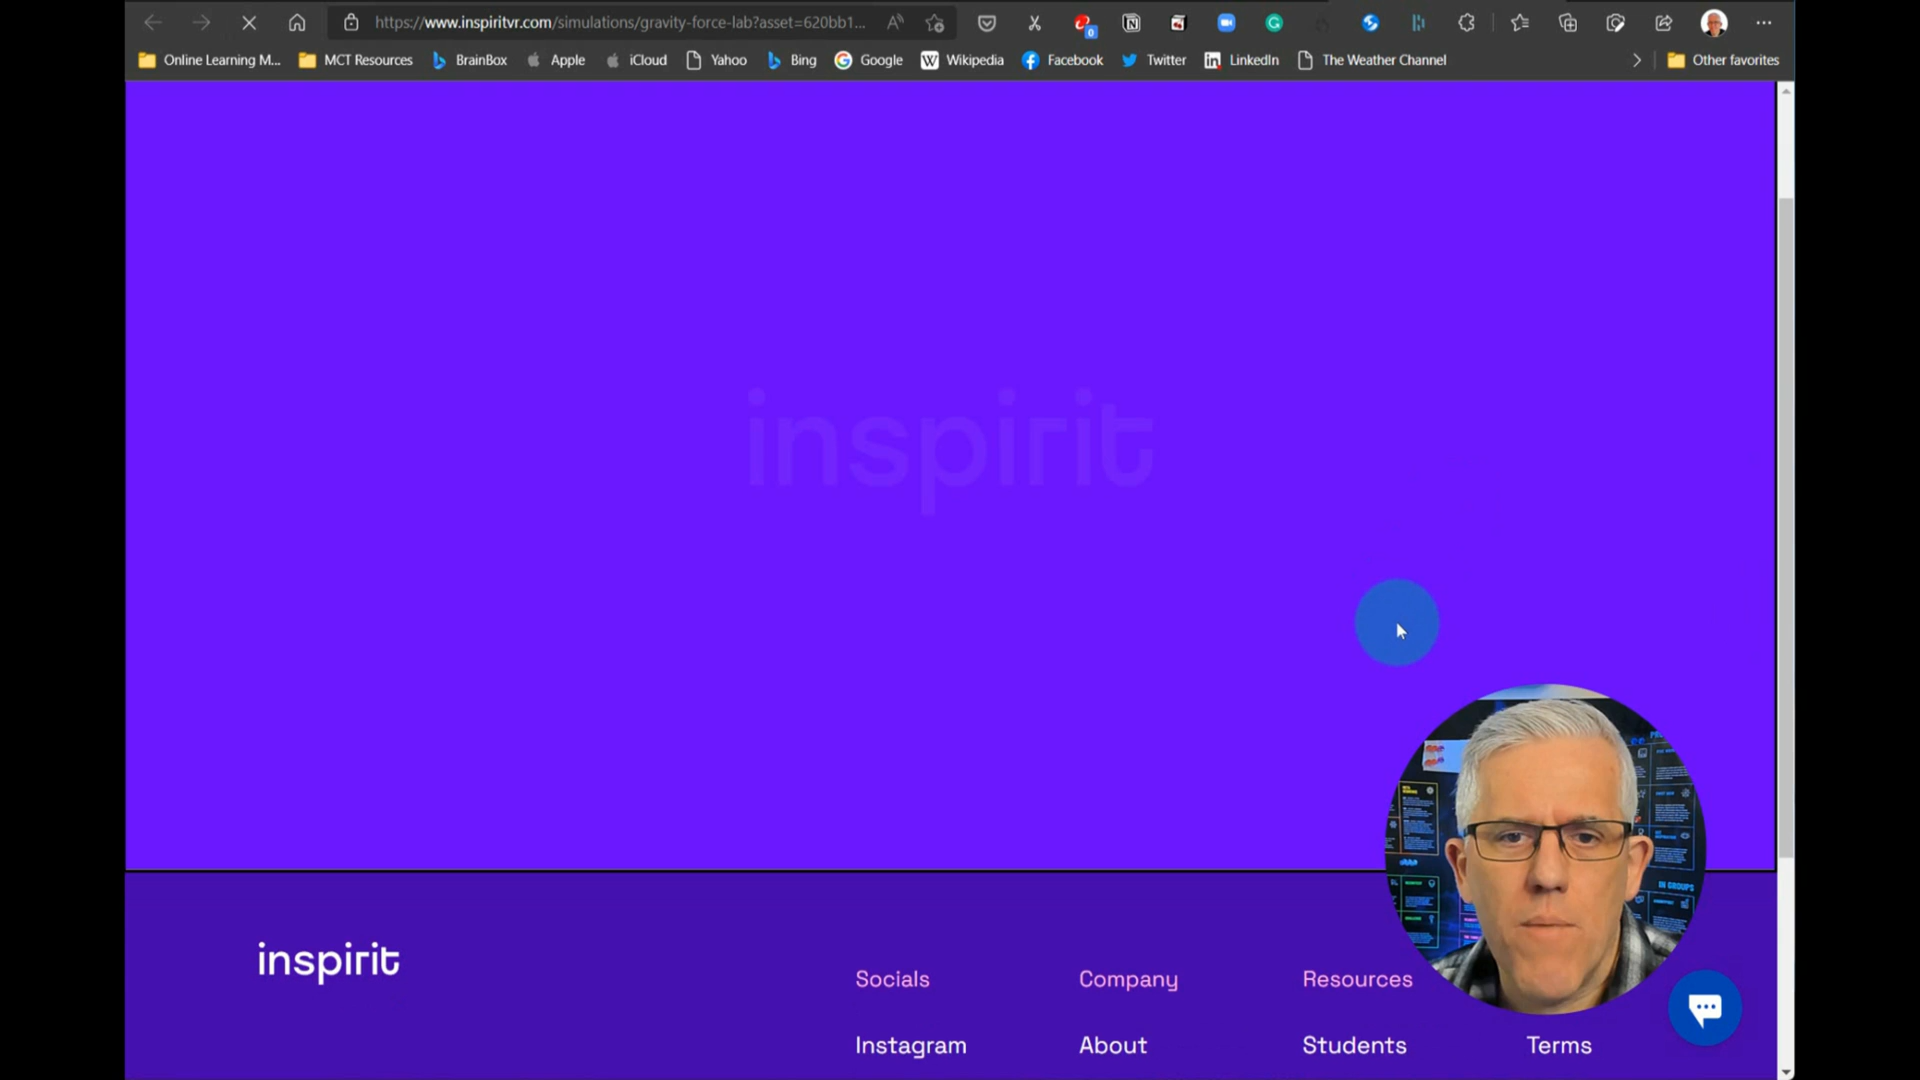 https://www.inspiritvr.com/simulations/gravity-force-lab?asset=620bb1...
Online Learning M...
MCT Resources
BrainBox
Apple
iCloud
Yahoo
Bing
Google
Wikipedia
Facebook
Twitter
LinkedIn
The Weather Channel
Other favorites
inspirit
IN GROUPS
inspirit
Socials
Company
Resources
Instagram
About
Students
Terms